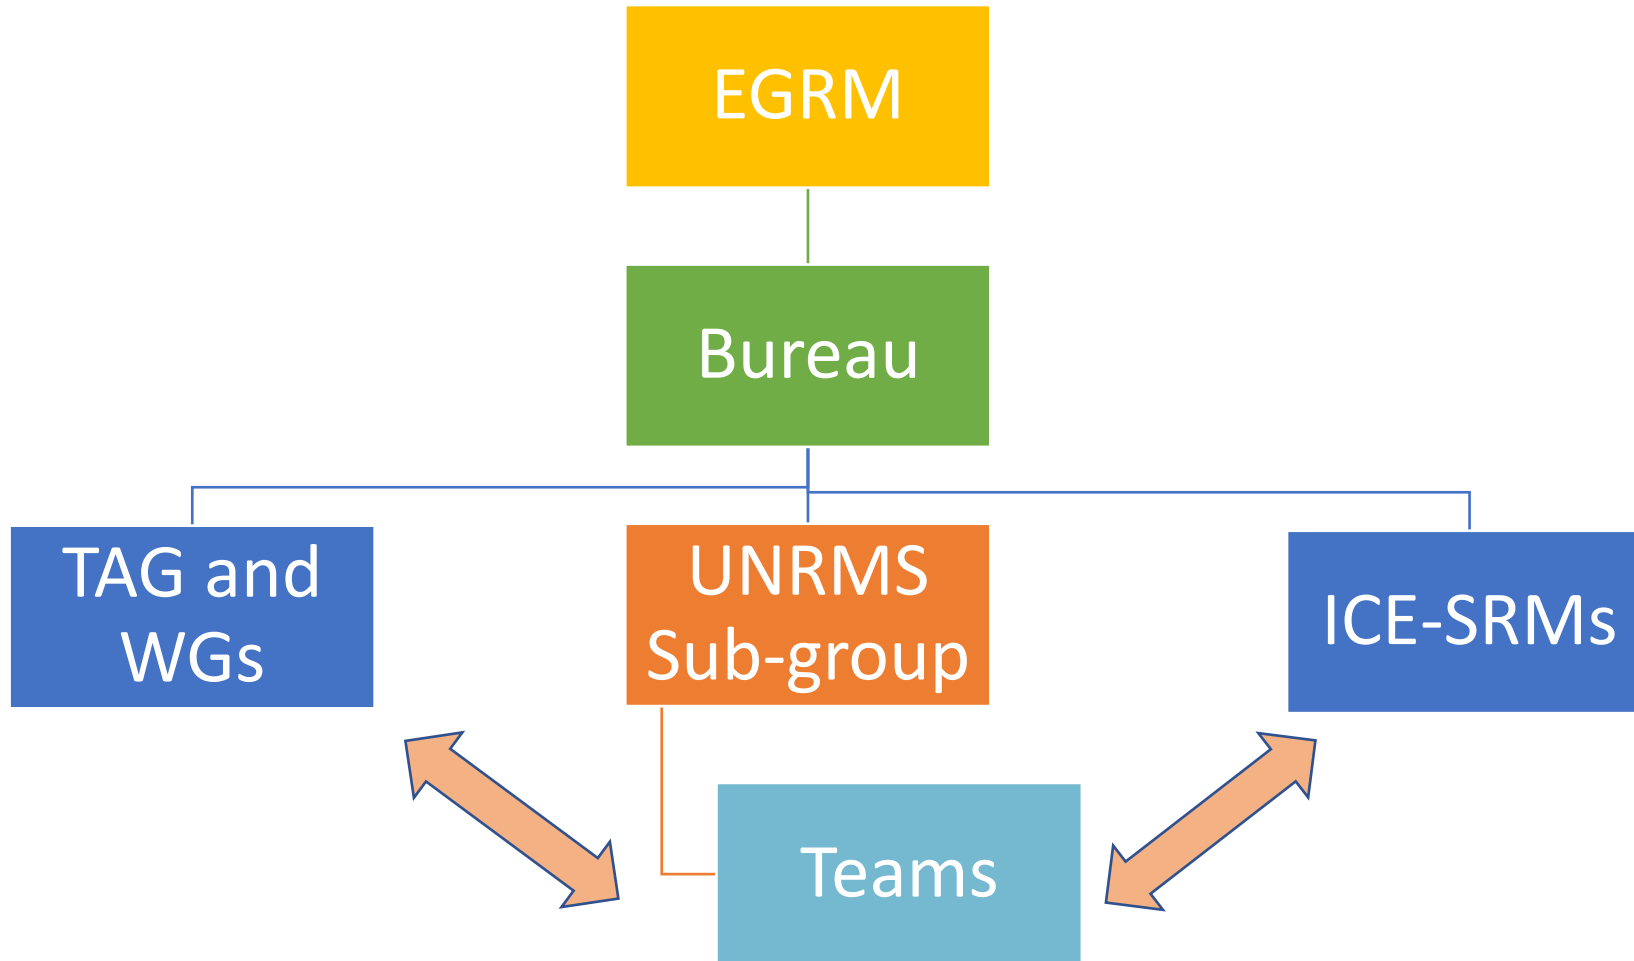 EGRM
Bureau
TAG and
WGs
UNRMS
Sub-group
ICE-SRMs
Teams